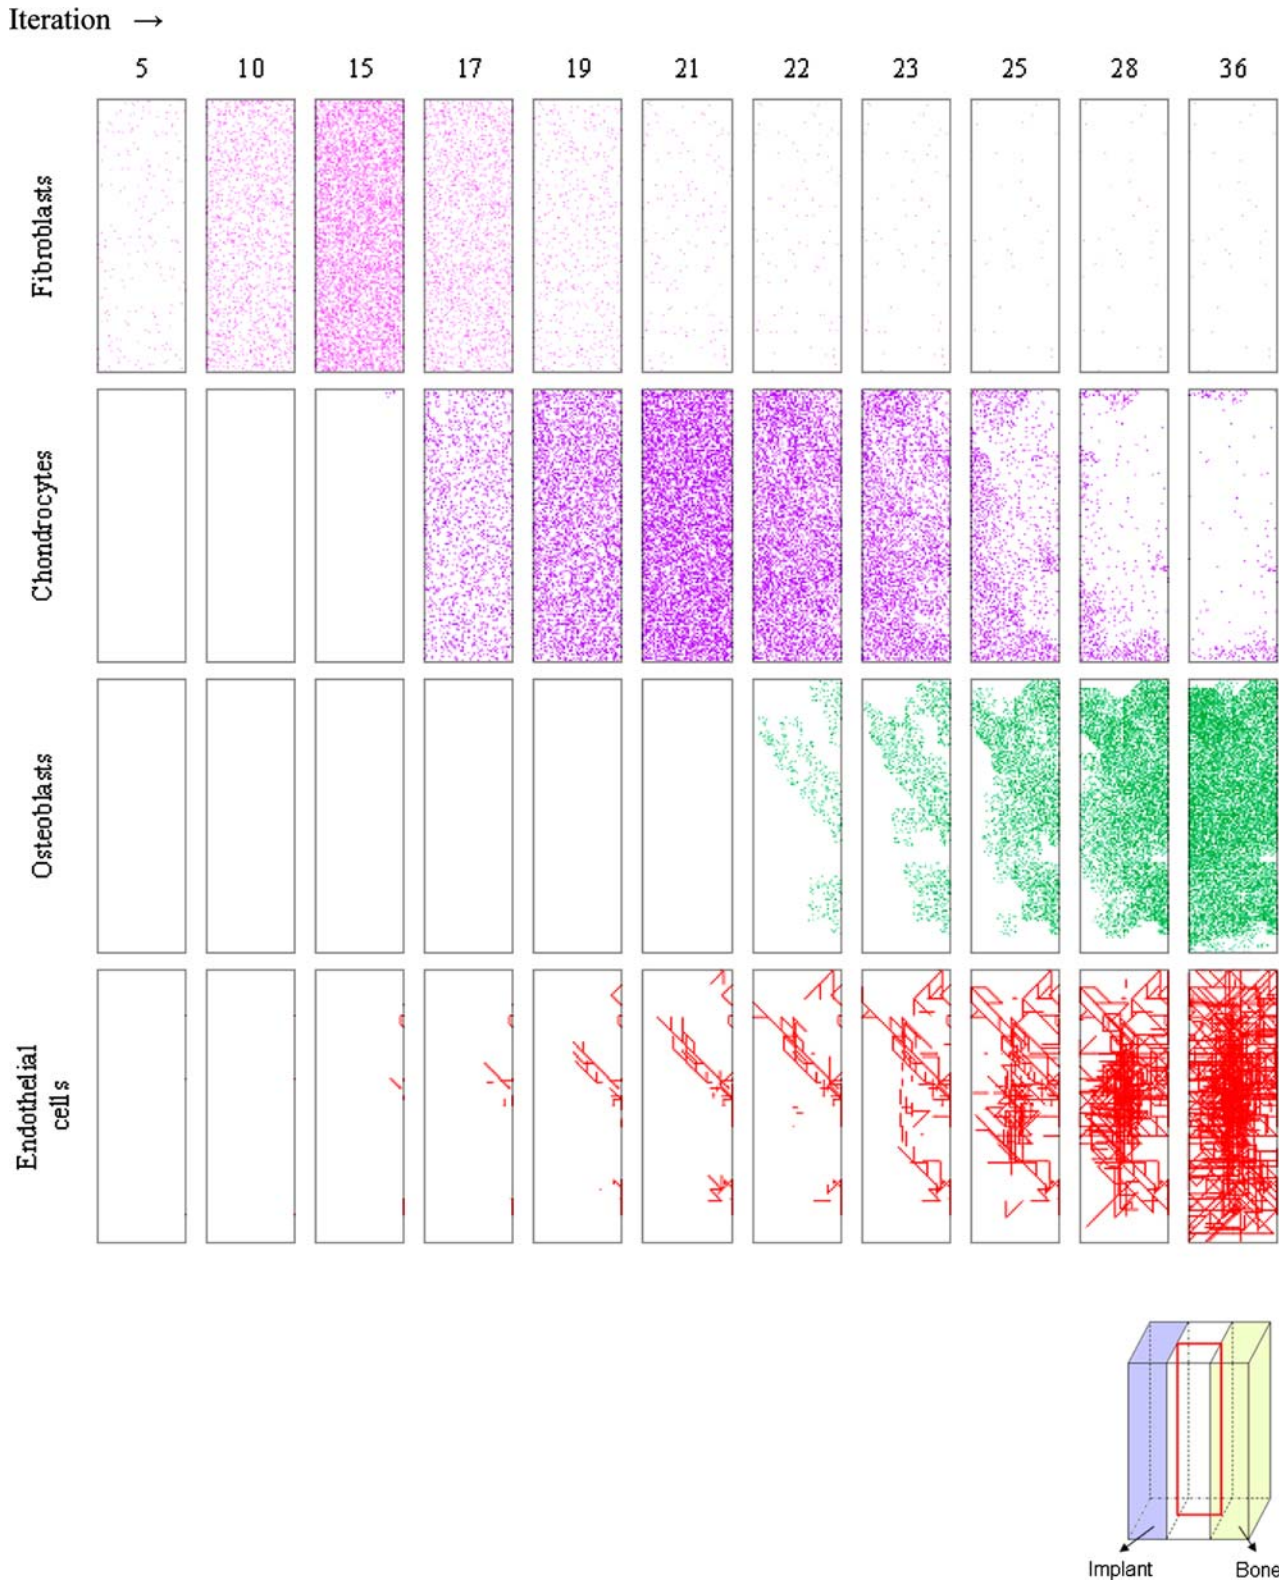 Iteration →
5 10 15 17 19 21 22 23 25 28 36
Fibroblasts
Chondrocytes
Osteoblasts
Endothelial
cells
Implant Bone